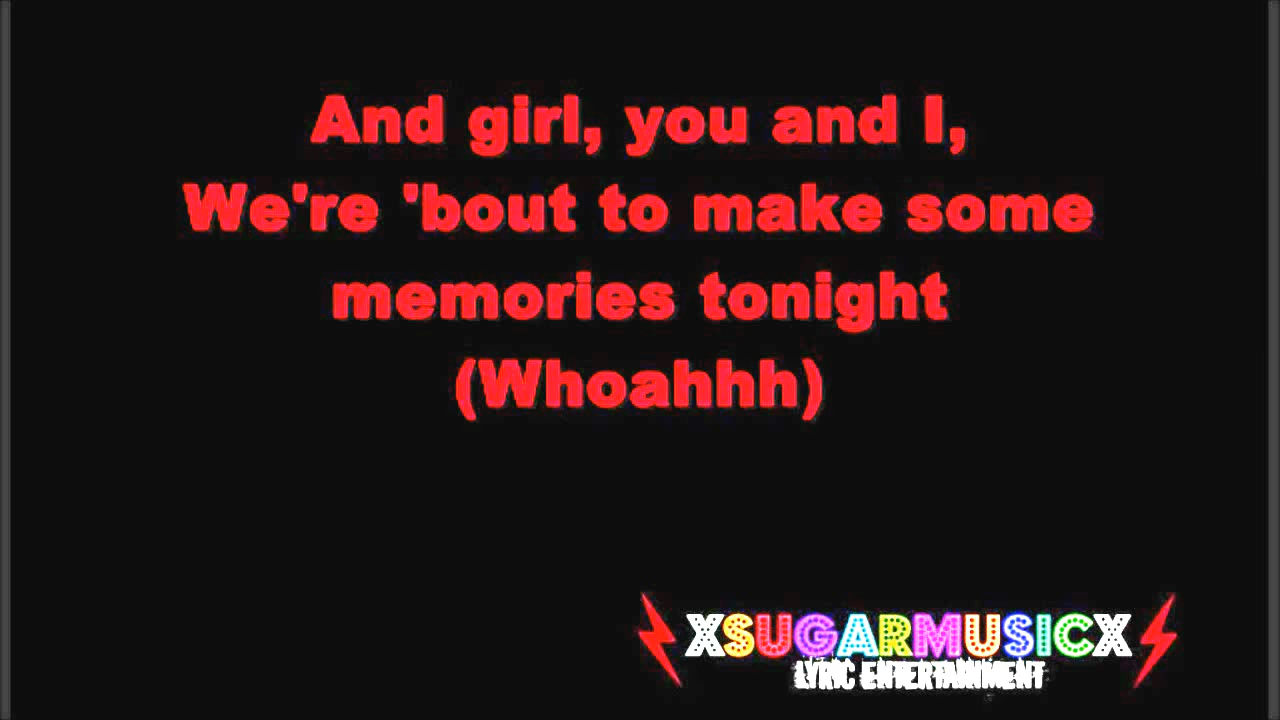 And girl, you and I,
We're 'bout to make some
memories tonight
(Whoahhh)
XSUGARMUSICX
LYRIC ENTERTAINMENT